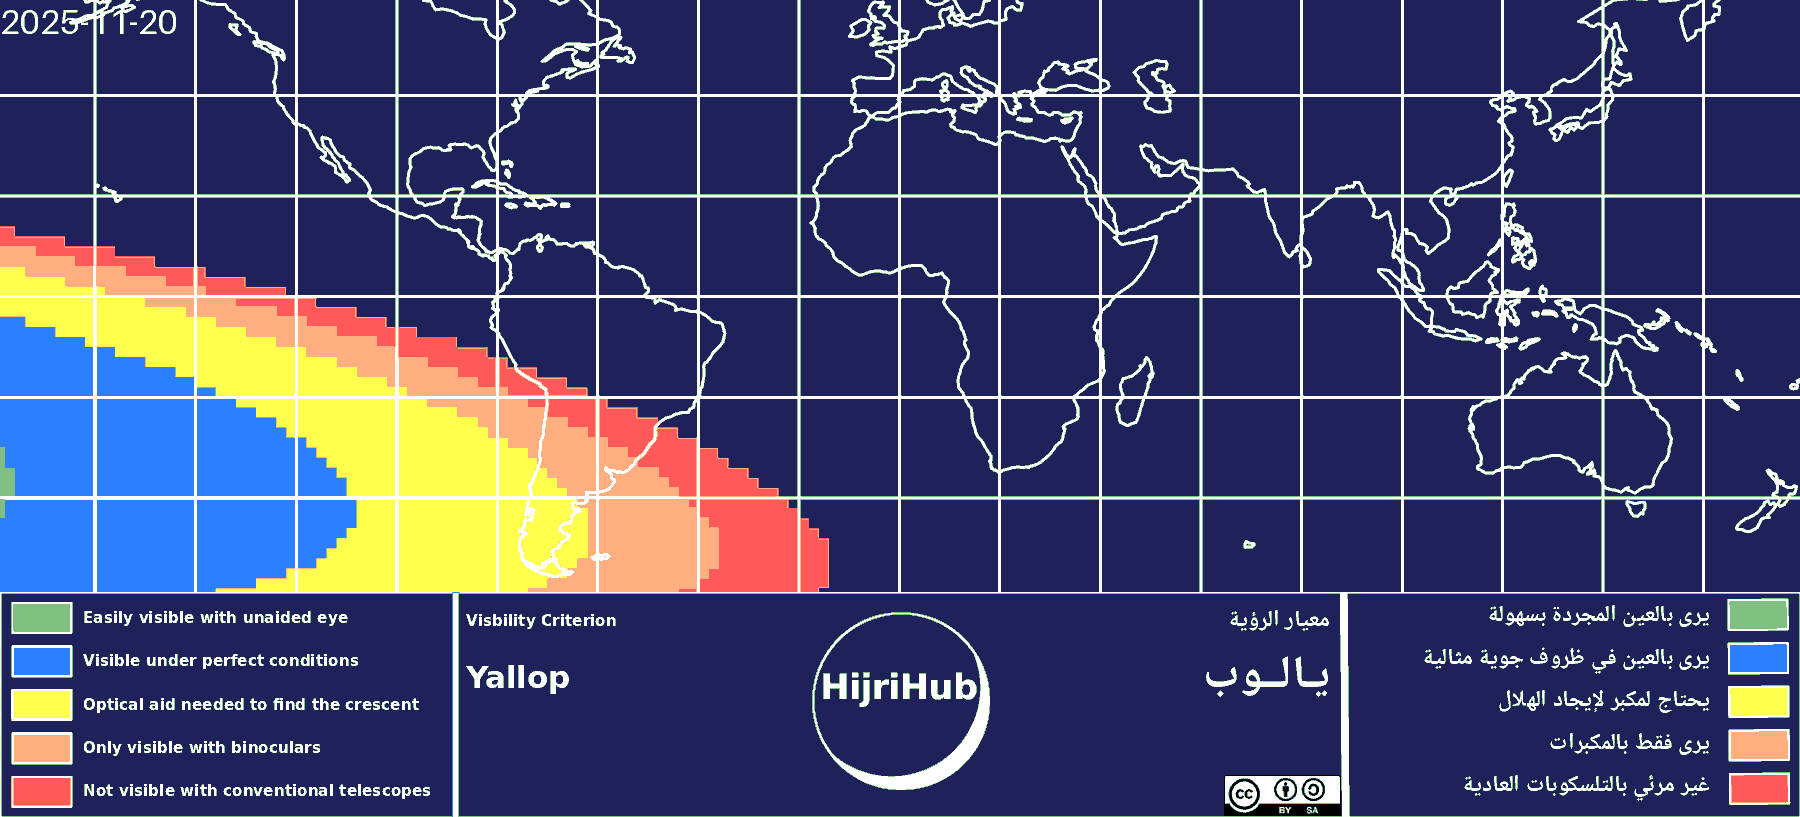 2025-11-20
Easily visible with unaided eye
Visible under perfect conditions
Optical aid needed to find the crescent
Only visible with binoculars
Not visible with conventional telescopes
Visbility Criterion
Yallop
HijriHub
معيار الرؤية
يـالـوب
cc
BY SA
يرى بالعين المجردة بسهولة
يرى بالعين في ظروف جوية مثالية
يحتاج لمكبر لإيجاد الهلال
يرى فقط بالمكبرات
غير مرئي بالتلسكوبات العادية